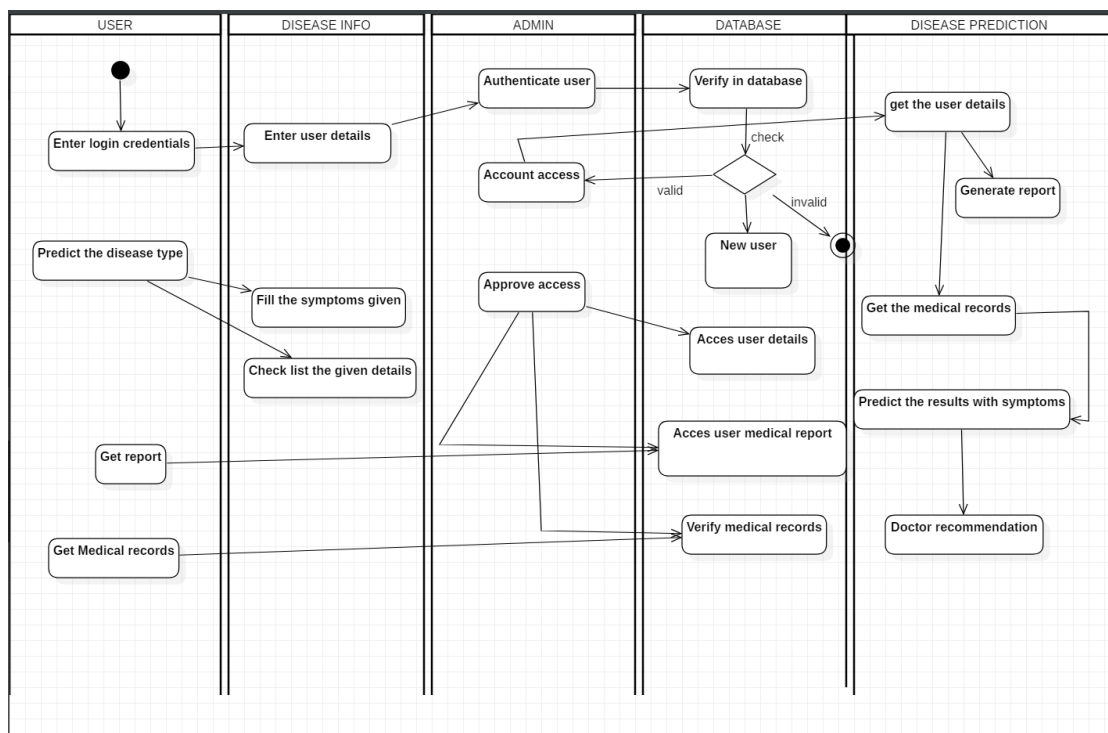 USER
DISEASE INFO
ADMIN
DATABASE
DISEASE PREDICTION
Authenticate user
Verify in database
get the user details
Enter user details
Enter login credentials
check
Account access
valid
invalid
Generate report
New user
Predict the disease type
Fill the symptoms given
Approve access
Get the medical records
Acces user details
Check list the given details
Predict the results with symptoms
Acces user medical report
Get report
Verify medical records
Doctor recommendation
Get Medical records